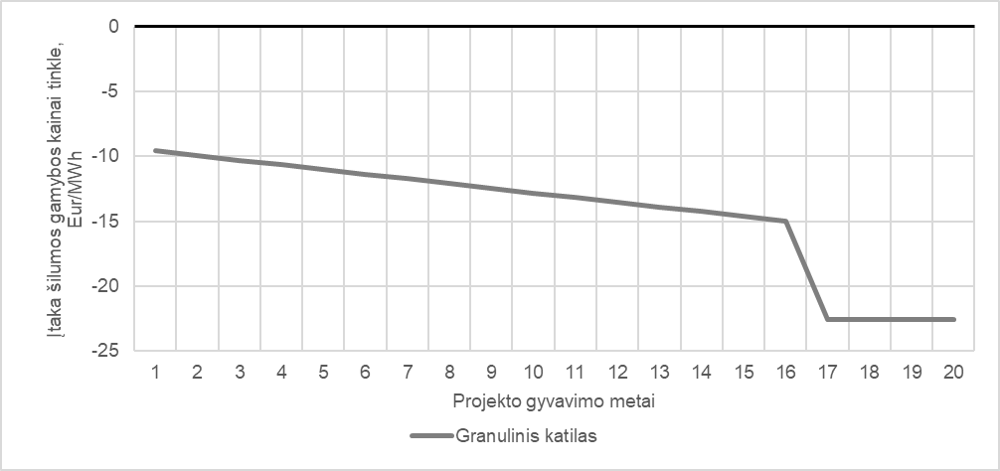 Įtaka šilumos gamybos kainai tinkle,
Eur/MWh
0
-5
-10
-15
-20
-25
1 2 3 4 5 6 7 8 9 10 11 12 13 14 15 16 17 18 19 20
Projekto gyvavimo metai
Granulinis katilas